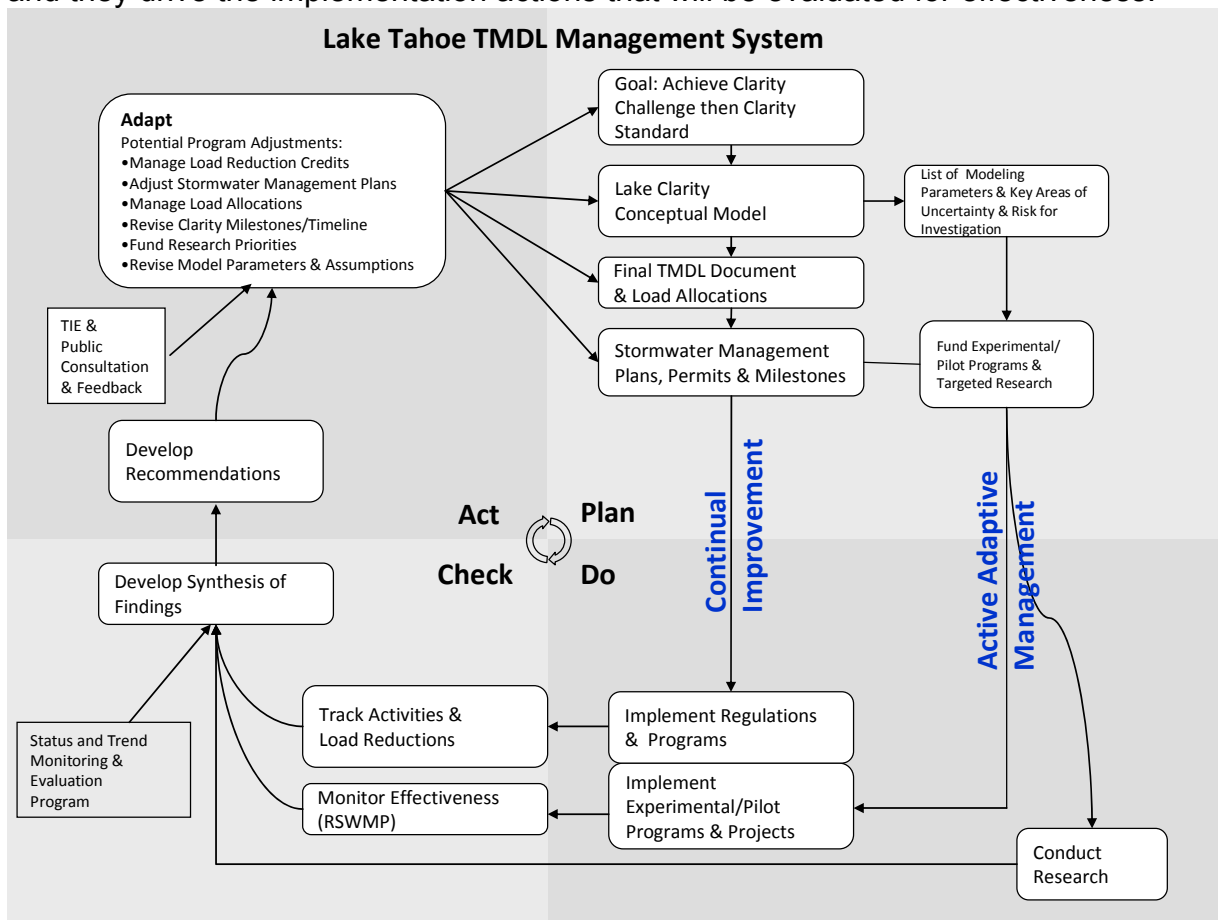 and they drive the implementation actions that will be evaluated for effectiveness.
Lake Tahoe TMDL Management System
Adapt
Potential Program Adjustments:
•Manage Load Reduction Credits
•Adjust Stormwater Management Plans
•Manage Load Allocations
•Revise Clarity Milestones/Timeline
•Fund Research Priorities
•Revise Model Parameters & Assumptions
Goal: Achieve Clarity
Challenge then Clarity
Standard
Lake Clarity
Conceptual Model
List of Modeling
Parameters & Key Areas of
Uncertainty & Risk for
Investigation
Final TMDL Document
& Load Allocations
TIE &
Public
Consultation
& Feedback
Stormwater Management
Plans, Permits & Milestones
Fund Experimental/
Pilot Programs &
Targeted Research
Develop
Recommendations
Continual
Improvement
Active Adaptive
Management
Act
Plan
Check
Do
Develop Synthesis of
Findings
Track Activities &
Load Reductions
Implement Regulations
& Programs
Status and Trend
Monitoring &
Evaluation
Program
Monitor Effectiveness
(RSWMP)
Implement
Experimental/Pilot
Programs & Projects
Conduct
Research